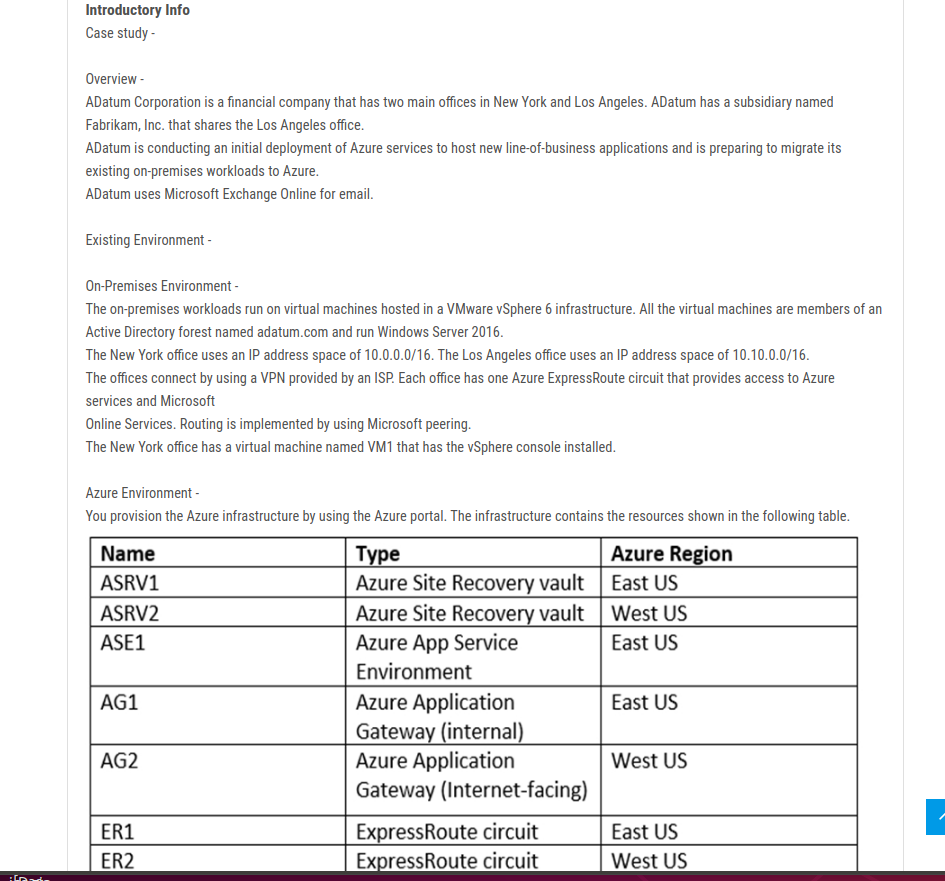 Introductory Info
Case study -
Overview -
ADatum Corporation is a financial company that has two main offices in New York and Los Angeles. ADatum has a subsidiary named
Fabrikam, Inc. that shares the Los Angeles office.
ADatum is conducting an initial deployment of Azure services to host new line-of-business applications and is preparing to migrate its
existing on-premises workloads to Azure.
ADatum uses Microsoft Exchange Online for email.
Existing Environment -
On-Premises Environment -
The on-premises workloads run on virtual machines hosted in a VMware vSphere 6 infrastructure. All the virtual machines are members of an
Active Directory forest named adatum.com and run Windows Server 2016.
The New York office uses an IP address space of 10.0.0.0/16. The Los Angeles office uses an IP address space of 10.10.0.0/16.
The offices connect by using a VPN provided by an ISP. Each office has one Azure ExpressRoute circuit that provides access to Azure
services and Microsoft
Online Services. Routing is implemented by using Microsoft peering.
The New York office has a virtual machine named VM1 that has the vSphere console installed.
Azure Environment -
You provision the Azure infrastructure by using the Azure portal. The infrastructure contains the resources shown in the following table.
Name Type Azure Region
ASRV1 Azure Site Recovery vault East US
ASRV2 Azure Site Recovery vault West US
ASE1 Azure App Service East US
Environment
AG1 Azure Application East US
Gateway (internal)
AG2 Azure Application West US
Gateway (Internet-facing)
ER1 ExpressRoute circuit East US
ER2 ExpressRoute circuit West US